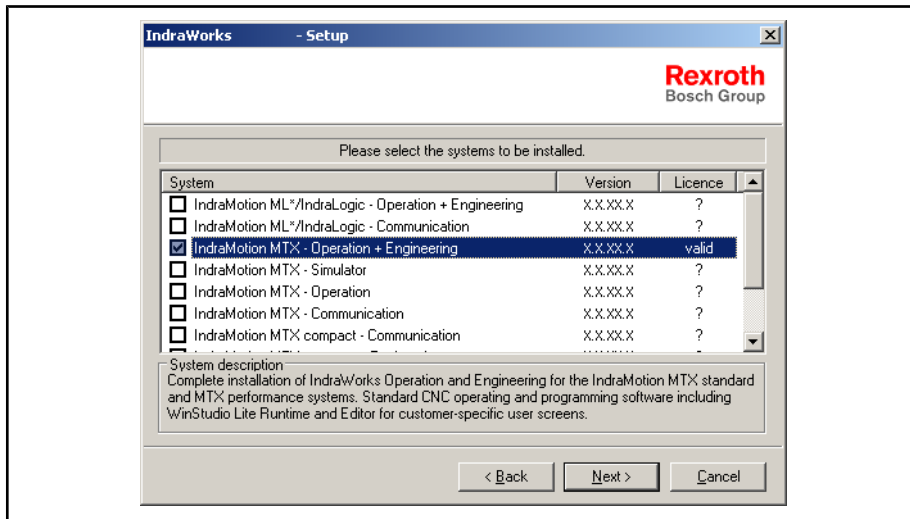 IndraWorks - Setup
Rexroth
Bosch Group
Please select the systems to be installed.
System Version Licence
IndraMotion ML*/IndraLogic - Operation + Engineering X.X.XX.X ?
IndraMotion ML*/IndraLogic - Communication X.X.XX.X ?
IndraMotion MTX - Operation + Engineering X.X.XX.X valid
IndraMotion MTX - Simulator X.X.XX.X ?
IndraMotion MTX - Operation X.X.XX.X ?
IndraMotion MTX - Communication X.X.XX.X ?
IndraMotion MTX compact - Communication X.X.XX.X ?
System description
Complete installation of IndraWorks Operation and Engineering for the IndraMotion MTX standard
and MTX performance systems. Standard CNC operating and programming software including
WinStudio Lite Runtime and Editor for customer-specific user screens.
< Back Next > Cancel